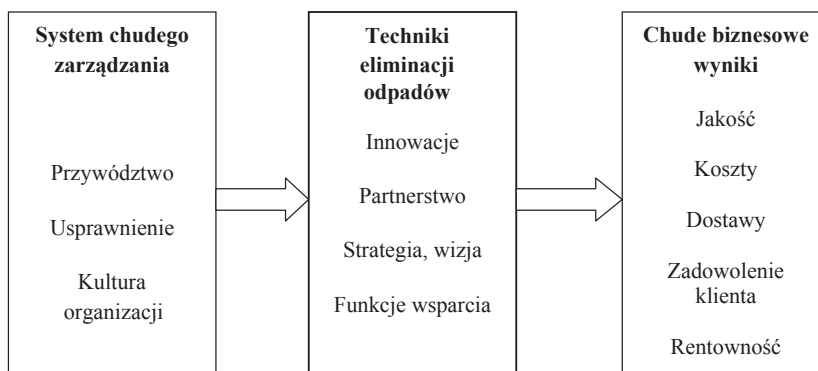 System chudego
zarządzania
Przywództwo
Usprawnienie
Kultura
organizacji
Techniki
eliminacji
odpadów
Innowacje
Partnerstwo
Strategia, wizja
Funkcje wsparcia
Chude biznesowe
wyniki
Jakość
Koszty
Dostawy
Zadowolenie
klienta
Rentowność